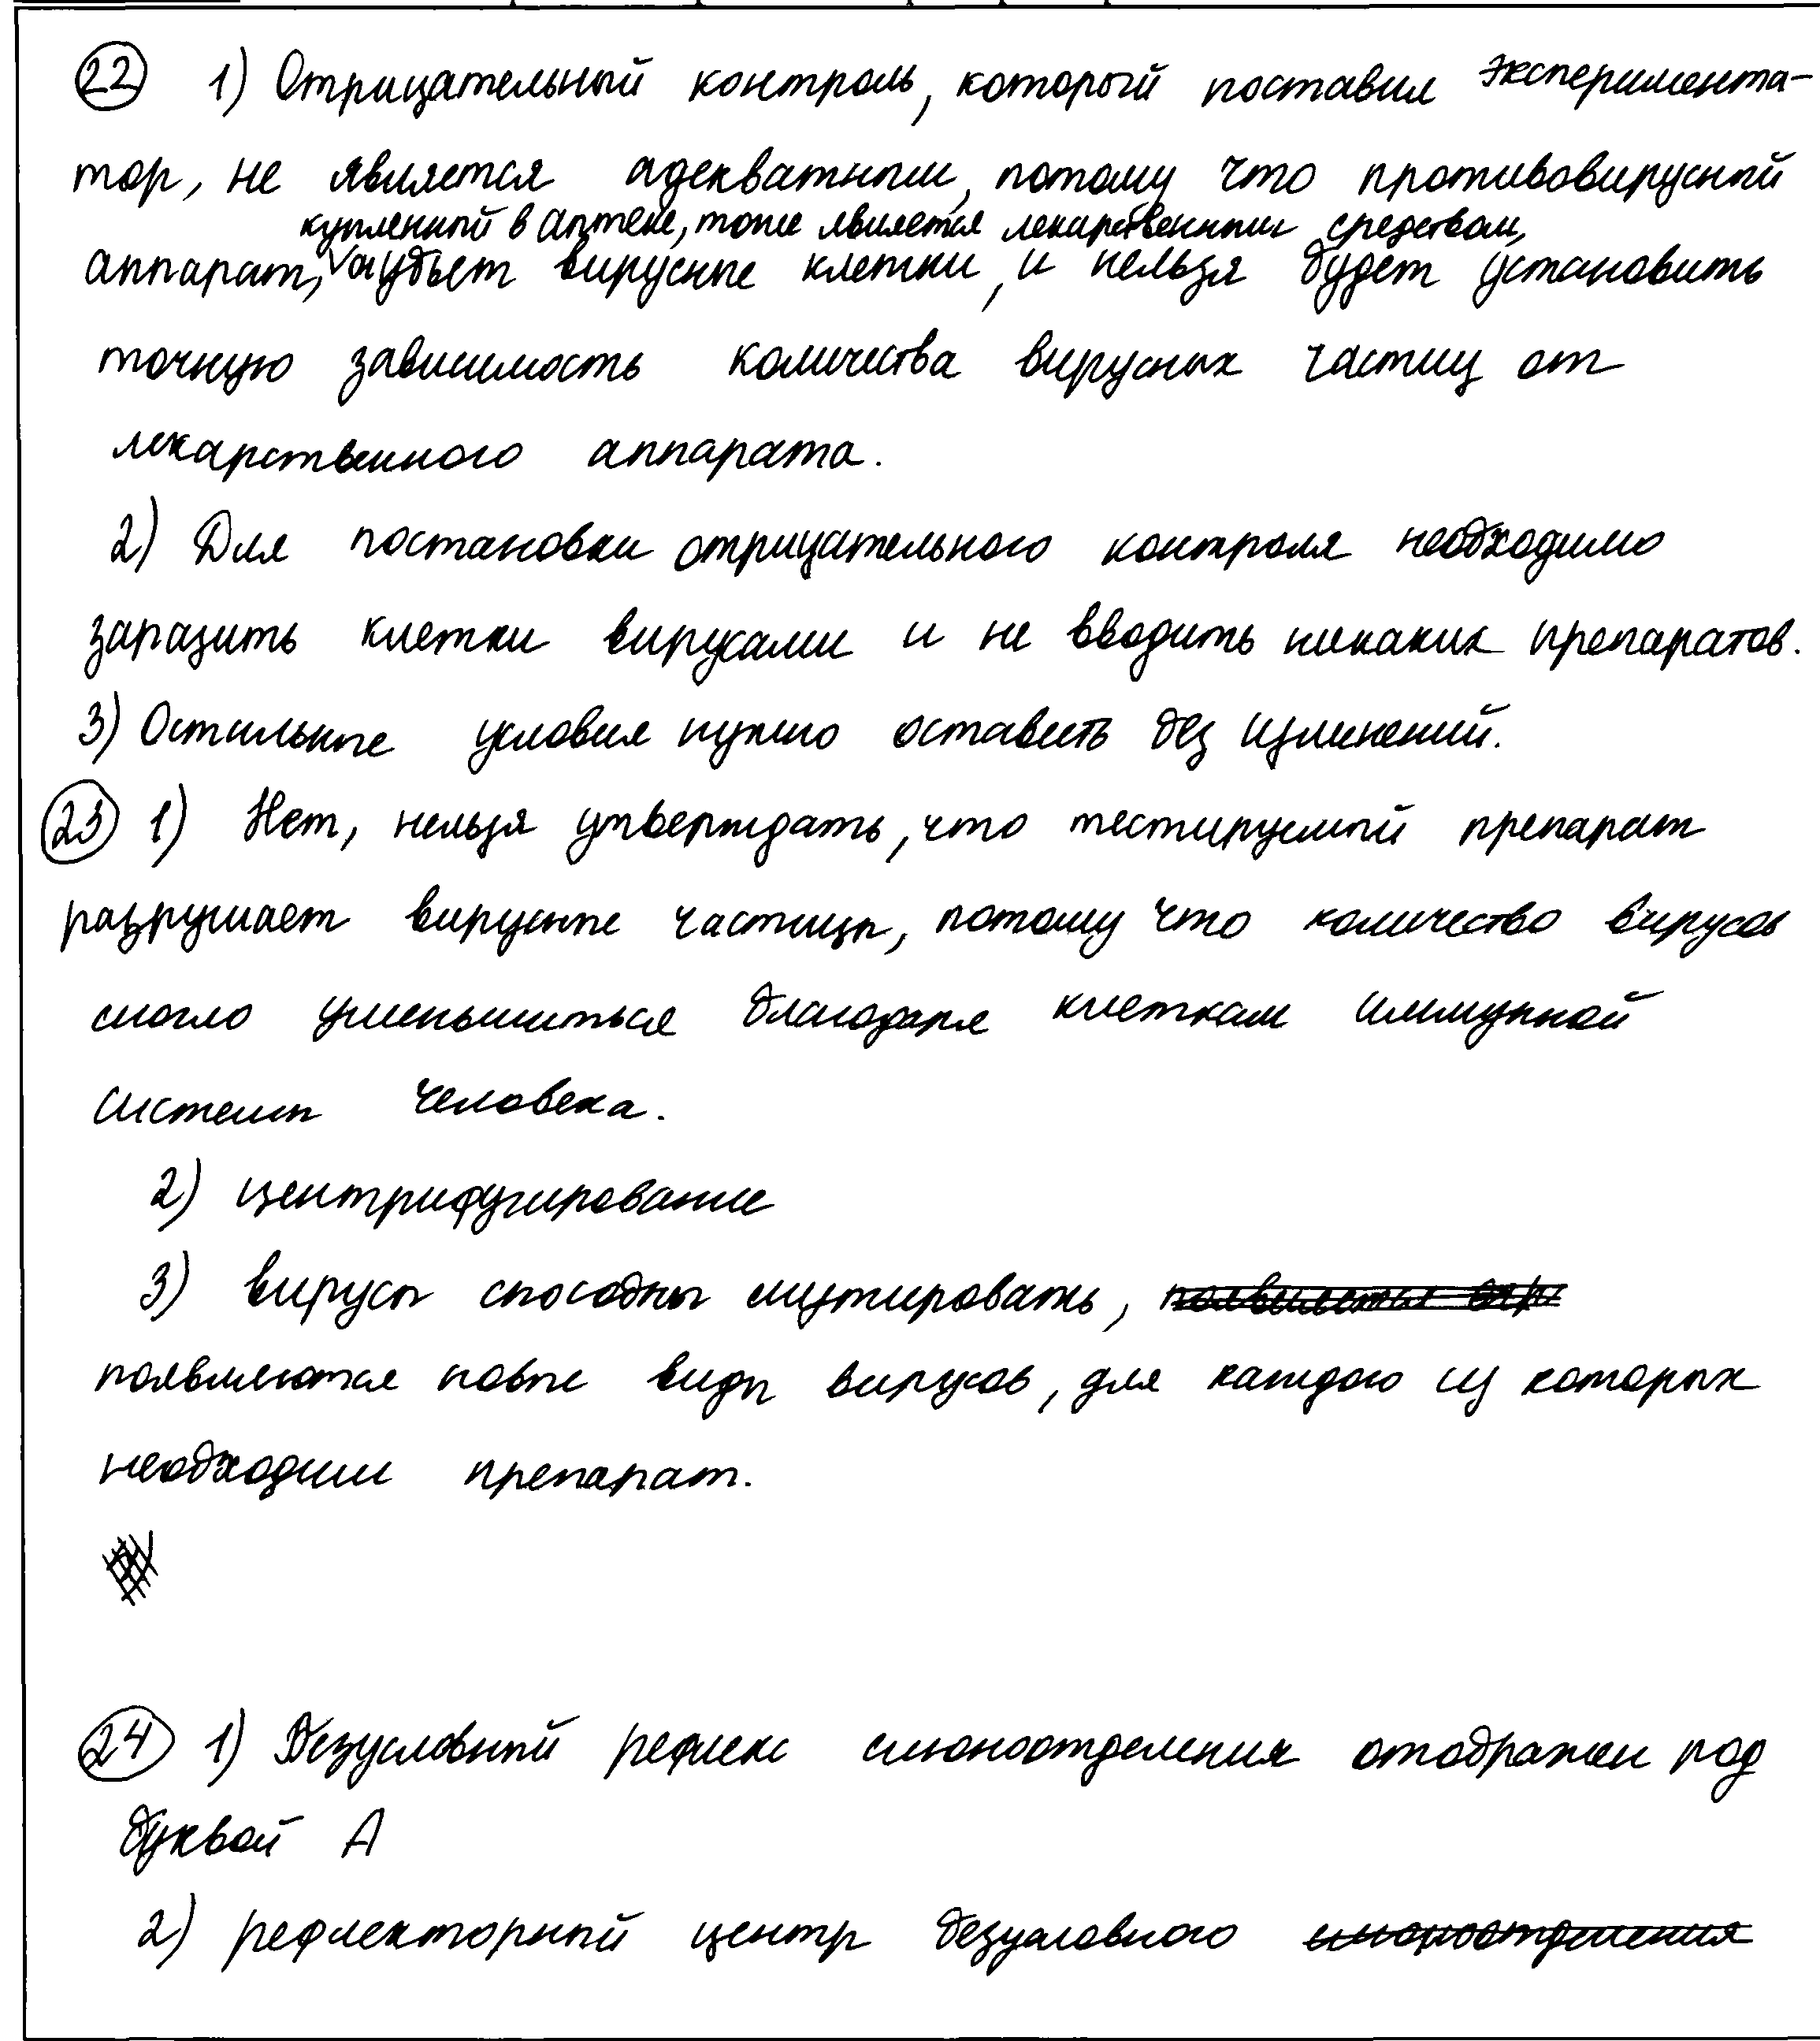 22 1) Отрицательный контроль, который поставил эксперимента-
тор, не является адекватным, потому что противовирусный
купленный в аптеке, тоже является лекарственным средством,
аппарат, убьет вирусные клетки, и нельзя будет установить
точную зависимость количества вирусных частиц от
лекарственного аппарата.
2) Для постановки отрицательного контроля необходимо
заразить клетки вирусами и не вводить никаких препаратов.
3) Остальные условия нужно оставить без изменений.
23 1) Нет, нельзя утверждать, что тестируемый препарат
разрушает вирусные частицы, потому что количество вирусов
могло уменьшиться благодаря клеткам иммунной
системы человека.
2) центрифугирование
3) вирусы способны мутировать,
появляются новые виды вирусов, для каждого из которых
необходим препарат.
24 1) Безусловный рефлекс слюноотделения отображен под
буквой А
2) рефлекторный центр безусловного слюноотделения